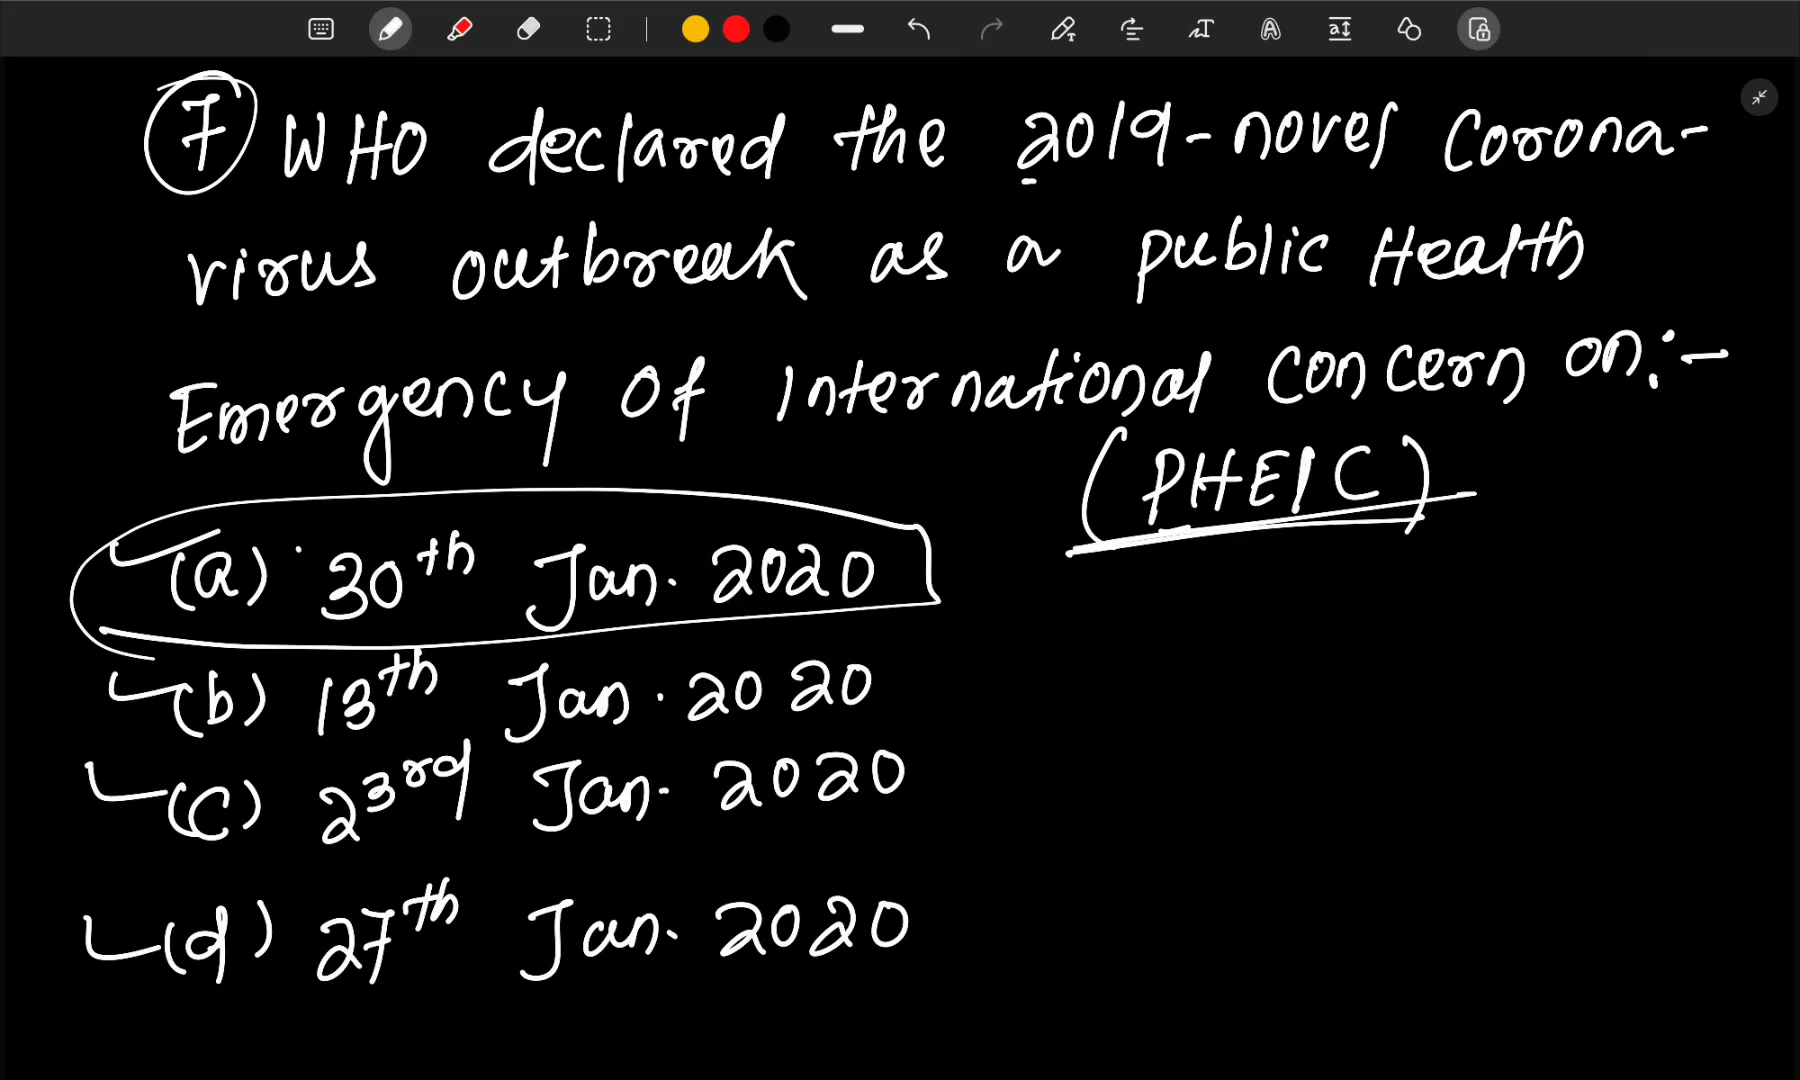 7 WHO declared the 2019-novel Corona-
virus outbreak as a public Health
Emergency of International Concern on:-
(PHEIC)
(a) 30th Jan. 2020
(b) 13th Jan. 2020
(c) 23rd Jan. 2020
(d) 27th Jan. 2020